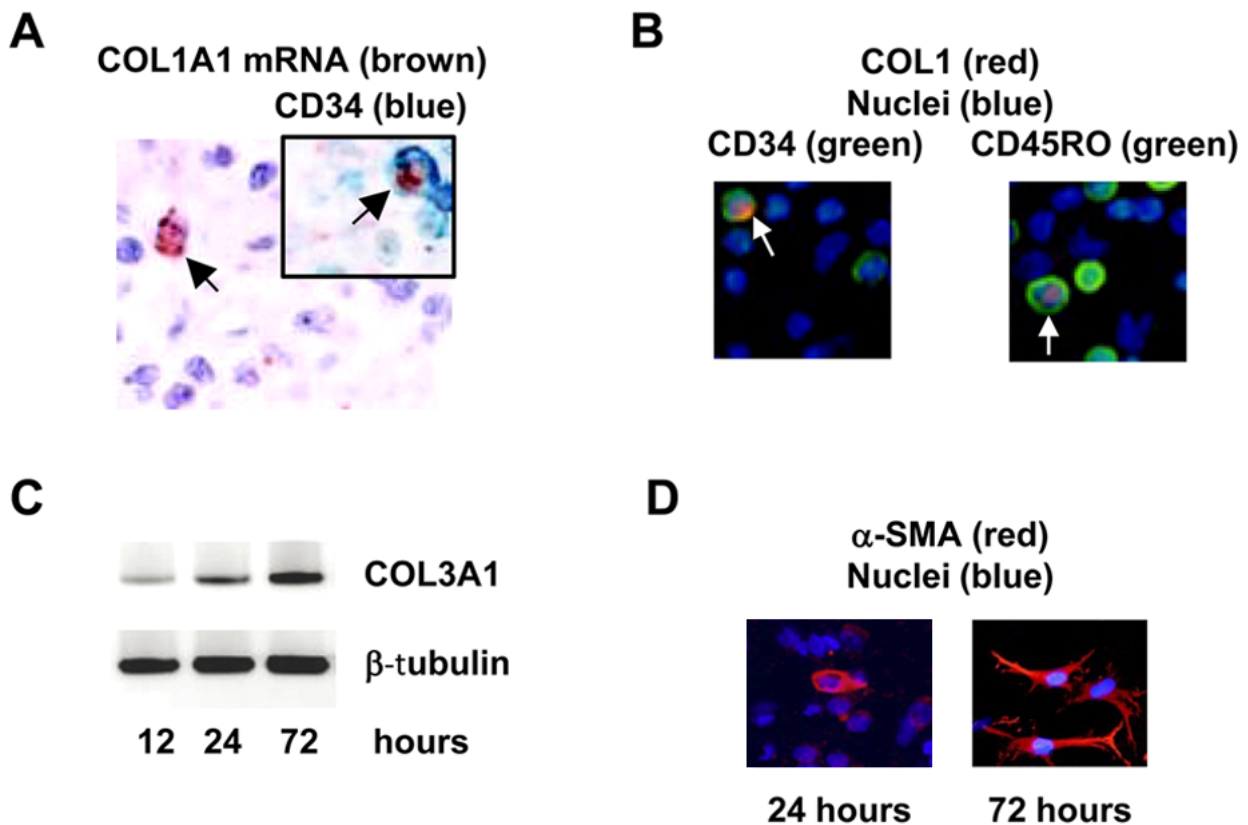 A
COL1A1 mRNA (brown)
CD34 (blue)
B
COL1 (red)
Nuclei (blue)
CD34 (green) CD45RO (green)
C
COL3A1
β-tubulin
12 24 72 hours
D
α-SMA (red)
Nuclei (blue)
24 hours 72 hours